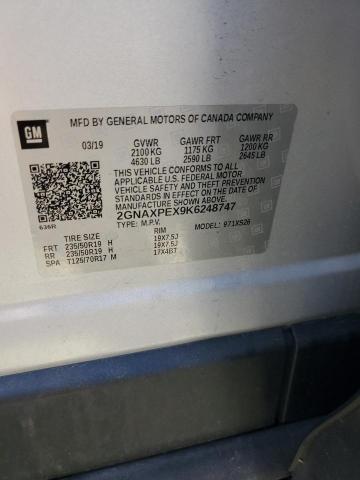 GM
MFD BY GENERAL MOTORS OF CANADA COMPANY
03/19 GVWR GAWR FRT GAWR RR
2100 KG 1175 KG 1200 KG
4630 LB 2590 LB 2645 LB
THIS VEHICLE CONFORMS TO ALL
APPLICABLE U.S. FEDERAL MOTOR
VEHICLE SAFETY AND THEFT
PREVENTION STANDARDS IN
EFFECT ON THE DATE OF
MANUFACTURE SHOWN ABOVE.
2GNAXPEX9K6248747
636R TYPE: M.P.V. MODEL: 971XS26
TIRE SIZE RIM
FRT 235/50R19 H 19X7.5J
RR 235/50R19 H 19X7.5J
SPA T125/70R17 M 17X4BT